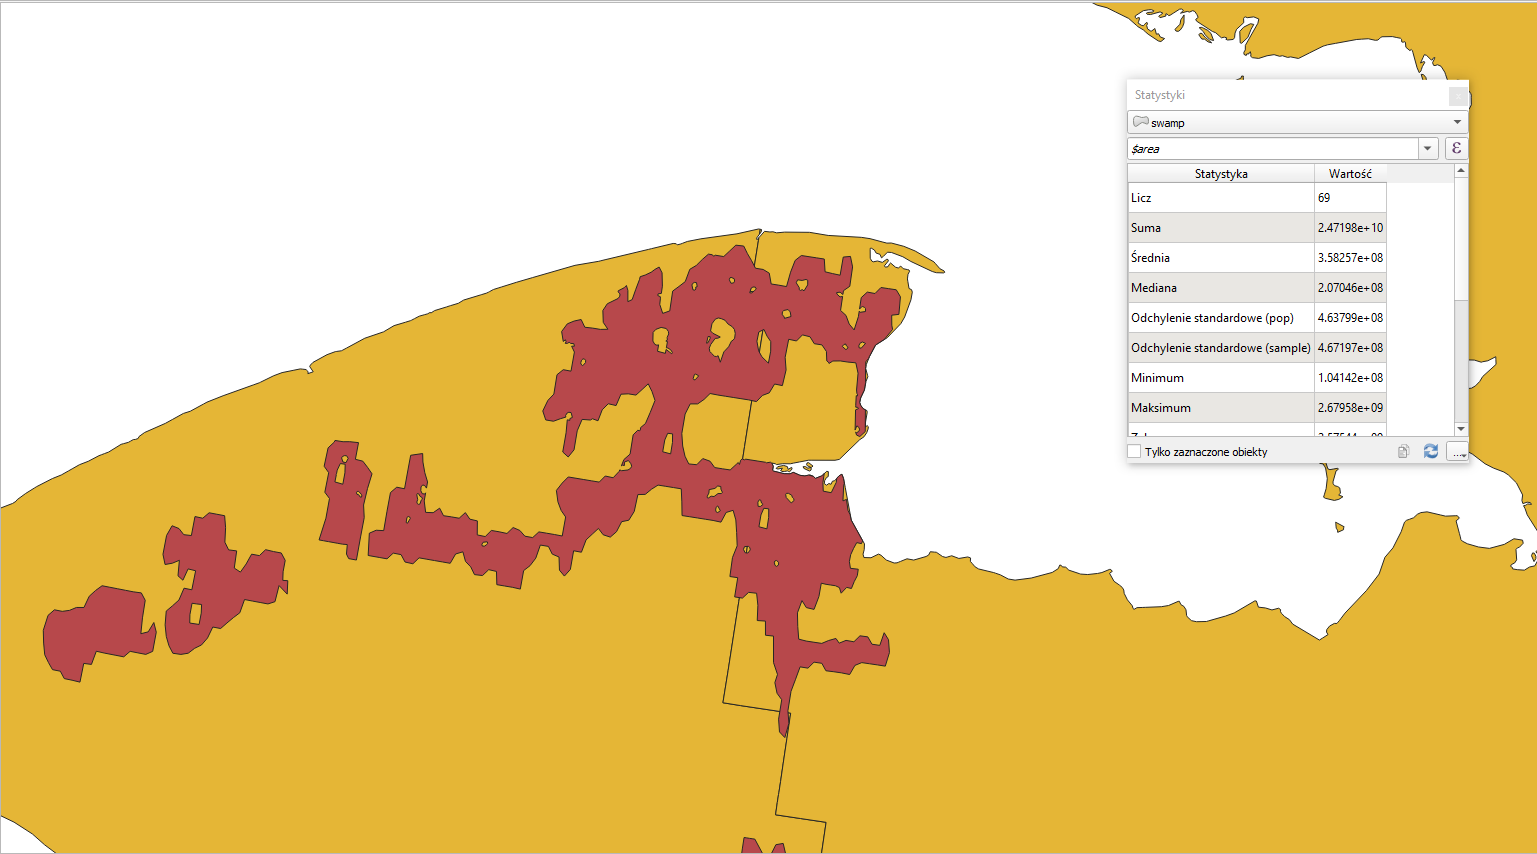 Statystyki
swamp
$area
ε
Statystyka Wartość
Licz 69
Suma 2.47198e+10
Średnia 3.58257e+08
Mediana 2.07046e+08
Odchylenie standardowe (pop) 4.63799e+08
Odchylenie standardowe (sample) 4.67197e+08
Minimum 1.04142e+08
Maksimum 2.67958e+09
Tylko zaznaczone obiekty ...